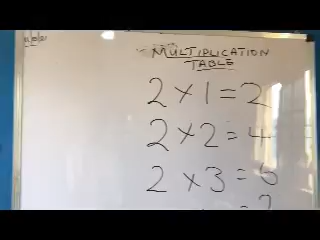 MULTIPLICATION
TABLE
2 × 1 = 2
2 × 2 = 4
2 × 3 = 6